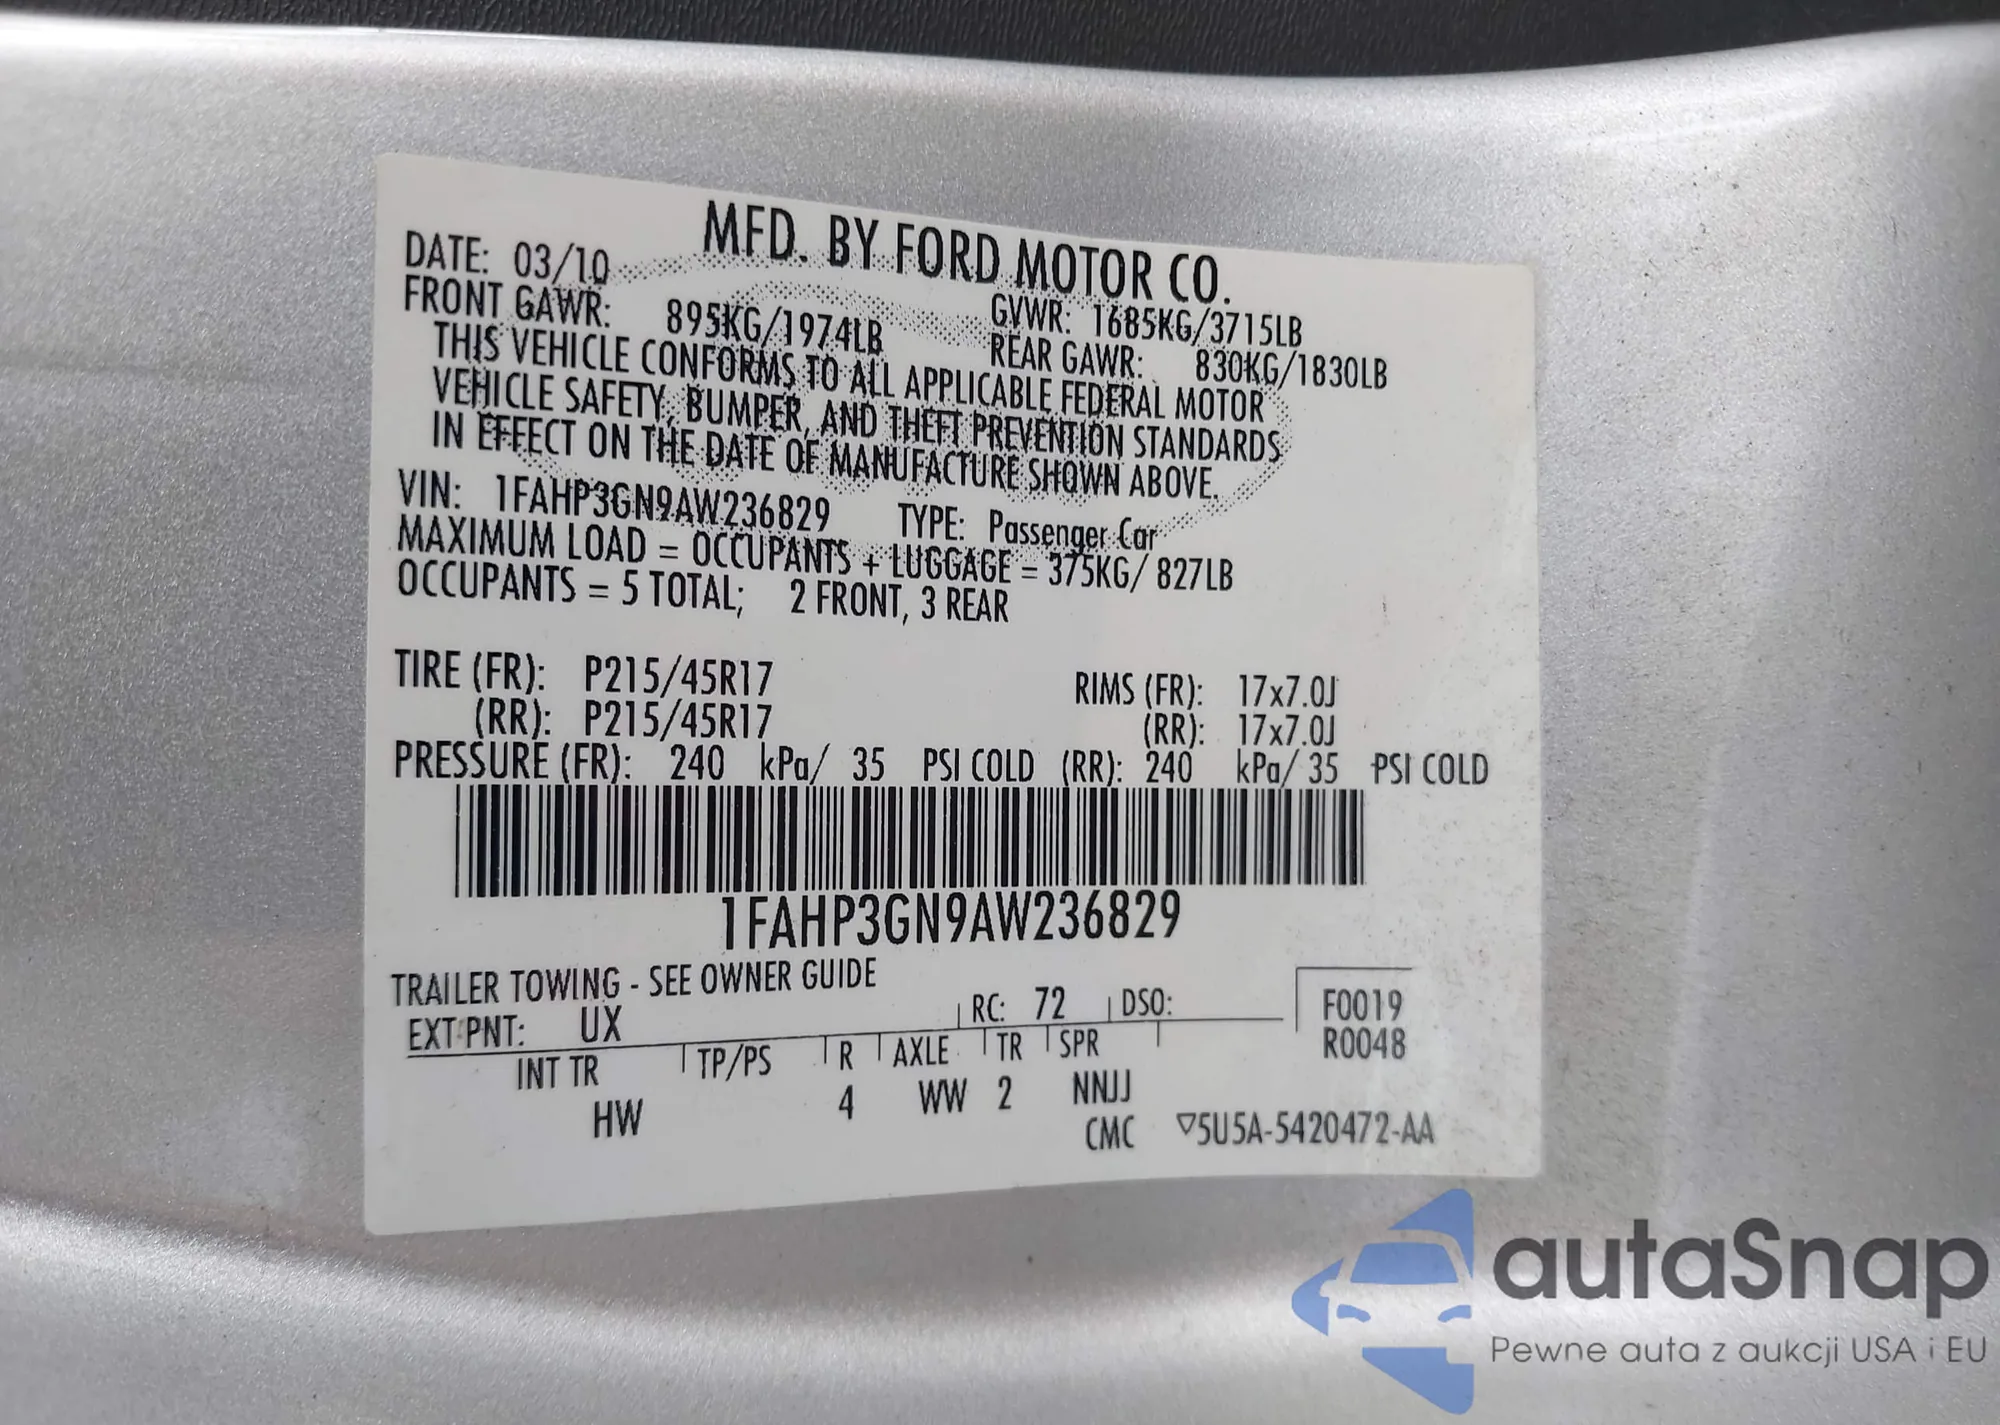 MFD. BY FORD MOTOR CO.
DATE: 03/10
GVWR: 1685KG/3715LB
FRONT GAWR: 895KG/1974LB
REAR GAWR: 830KG/1830LB
THIS VEHICLE CONFORMS TO ALL APPLICABLE FEDERAL MOTOR
VEHICLE SAFETY, BUMPER, AND THEFT PREVENTION STANDARDS
IN EFFECT ON THE DATE OF MANUFACTURE SHOWN ABOVE.
VIN: 1FAHP3GN9AW236829 TYPE: Passenger Car
MAXIMUM LOAD = OCCUPANTS + LUGGAGE = 375KG/ 827LB
OCCUPANTS = 5 TOTAL; 2 FRONT, 3 REAR
TIRE (FR): P215/45R17 RIMS (FR): 17x7.0J
(RR): P215/45R17 (RR): 17x7.0J
PRESSURE (FR): 240 kPa/ 35 PSI COLD (RR): 240 kPa/ 35 PSI COLD
1FAHP3GN9AW236829
TRAILER TOWING - SEE OWNER GUIDE
EXT PNT: UX RC: 72 DSO: F0019
R0048
INT TR TP/PS R AXLE TR SPR
HW 4 WW 2 NNJJ
CMC ▽5U5A-5420472-AA
autaSnap
Pewne auta z aukcji USA i EU